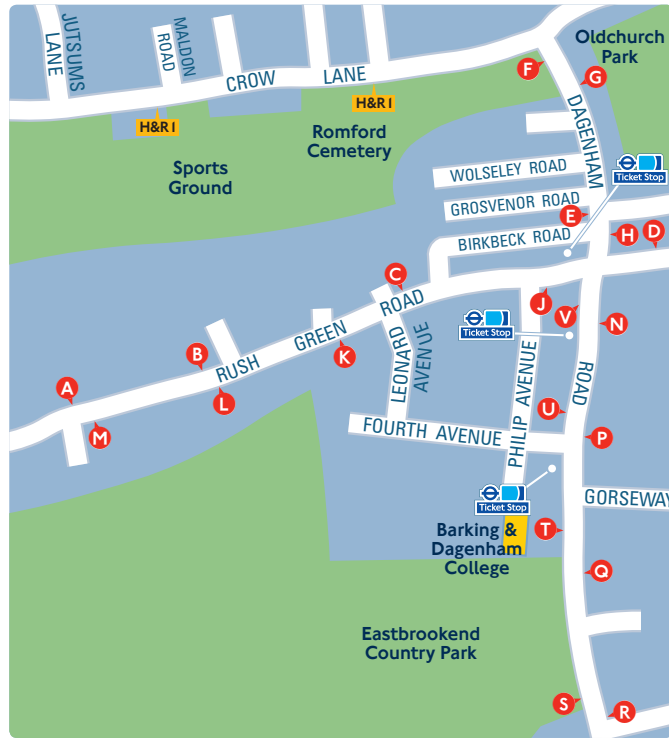 JUTSUMS
LANE
MALDON
ROAD
CROW LANE
Oldchurch
Park
F
G
H&R1
H&R1
Romford
Cemetery
Sports
Ground
DAGENHAM
WOLSELEY ROAD
Ticket Stop
GROSVENOR ROAD
E
BIRKBECK ROAD
H
D
C
J
V
N
RUSH GREEN ROAD
Ticket Stop
K
B
L
LEONARD
AVENUE
PHILIP AVENUE
ROAD
A
M
U
FOURTH AVENUE
P
Ticket Stop
GORSEWAY
Barking &
Dagenham
College
T
Q
Eastbrookend
Country Park
S
R